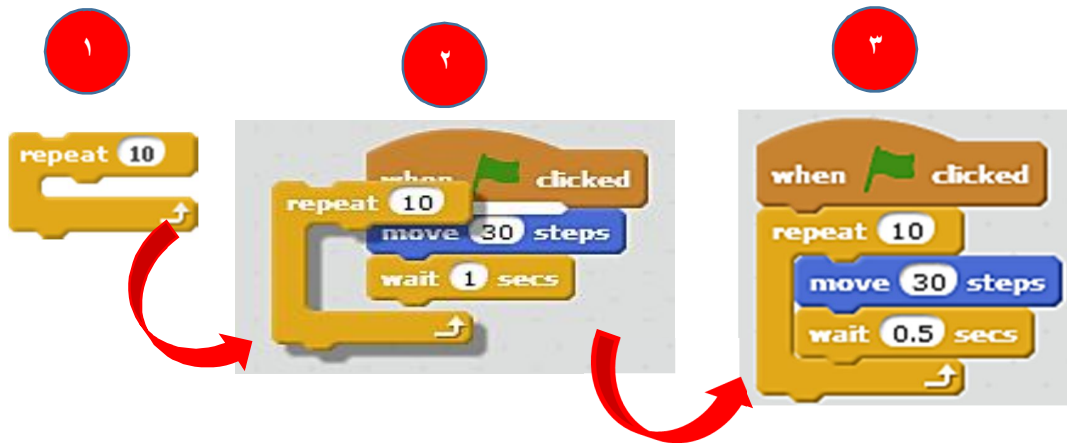 ١
repeat 10
٢
when clicked
repeat 10
move 30 steps
wait 1 secs
٣
when clicked
repeat 10
move 30 steps
wait 0.5 secs